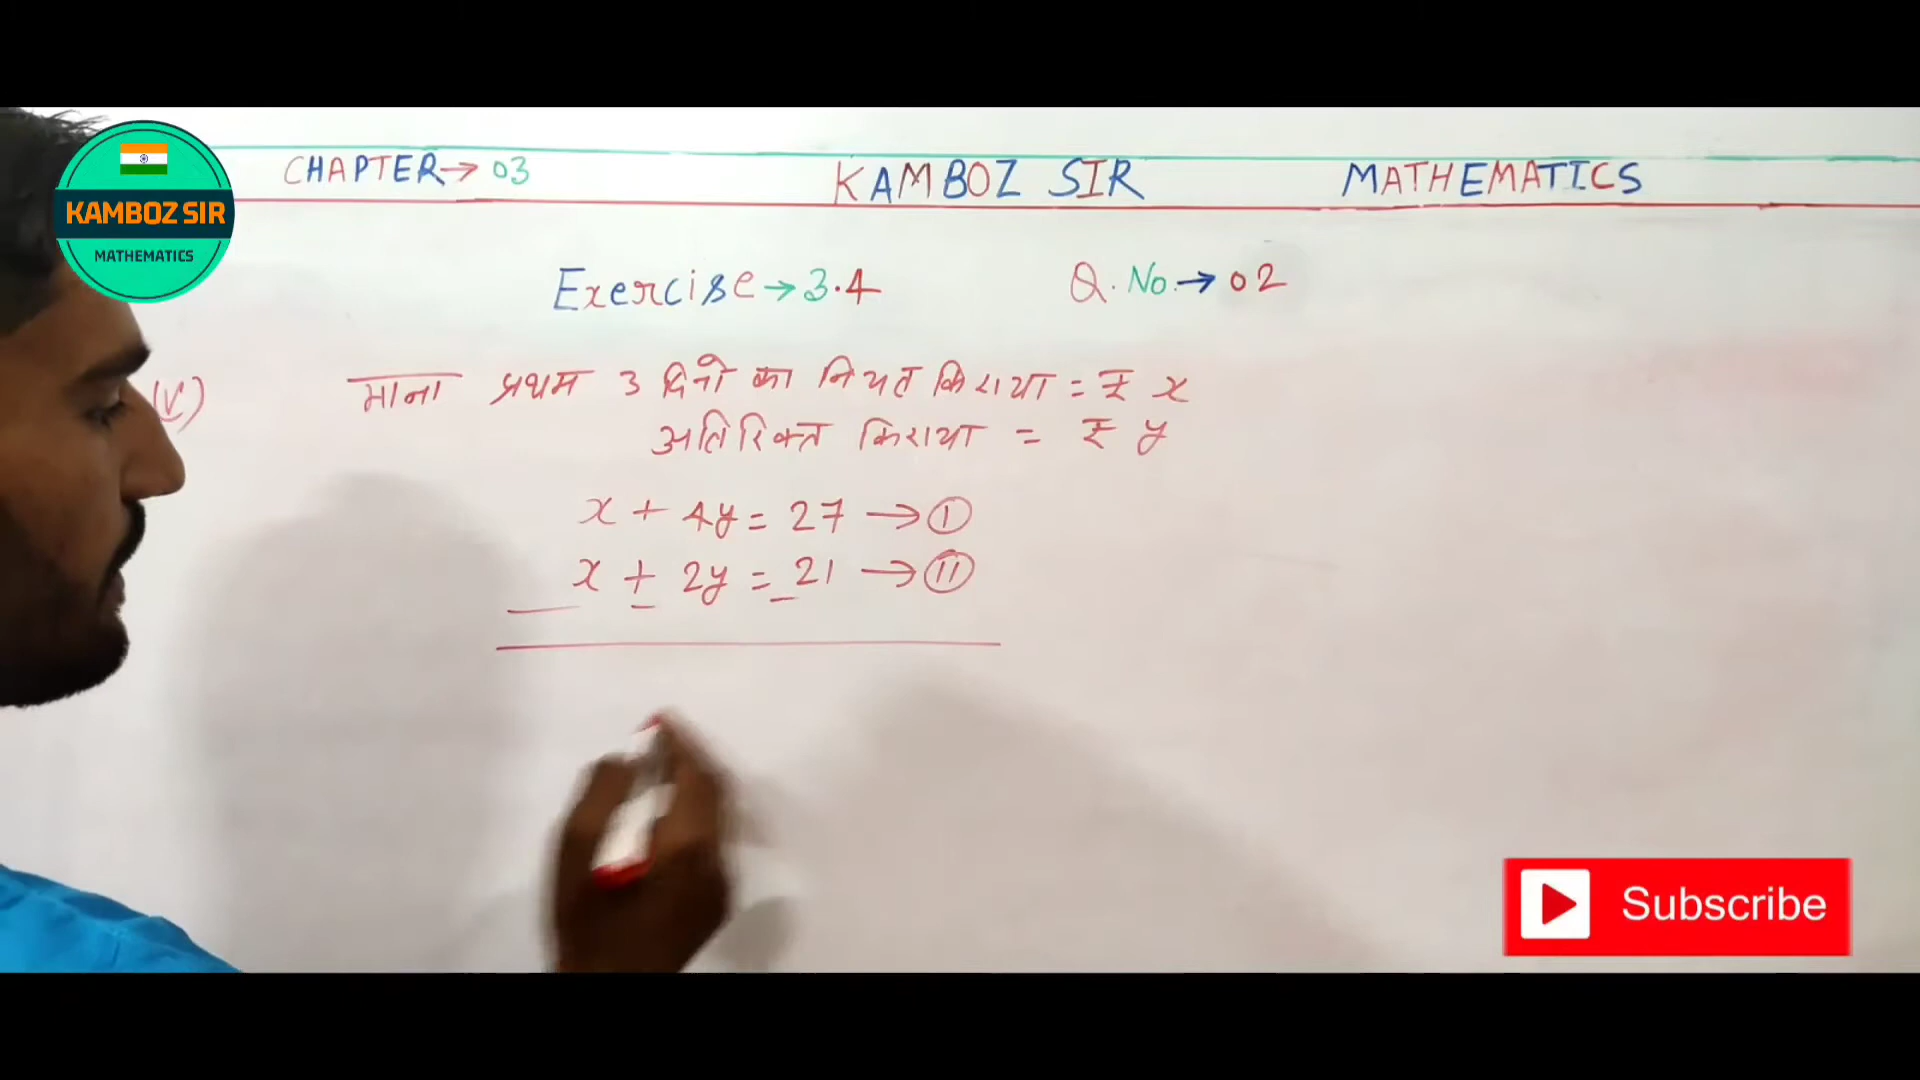 KAMBOZ SIR
MATHEMATICS
CHAPTER→ 03
KAMBOZ SIR
MATHEMATICS
Exercise→3.4
Q. No.→ 02
(V)
माना प्रथम 3 दिनों का नियत किराया = ₹ x
अतिरिक्त किराया = ₹ y
x + 4y = 27 → (I)
x + 2y = 21 → (II)
Subscribe